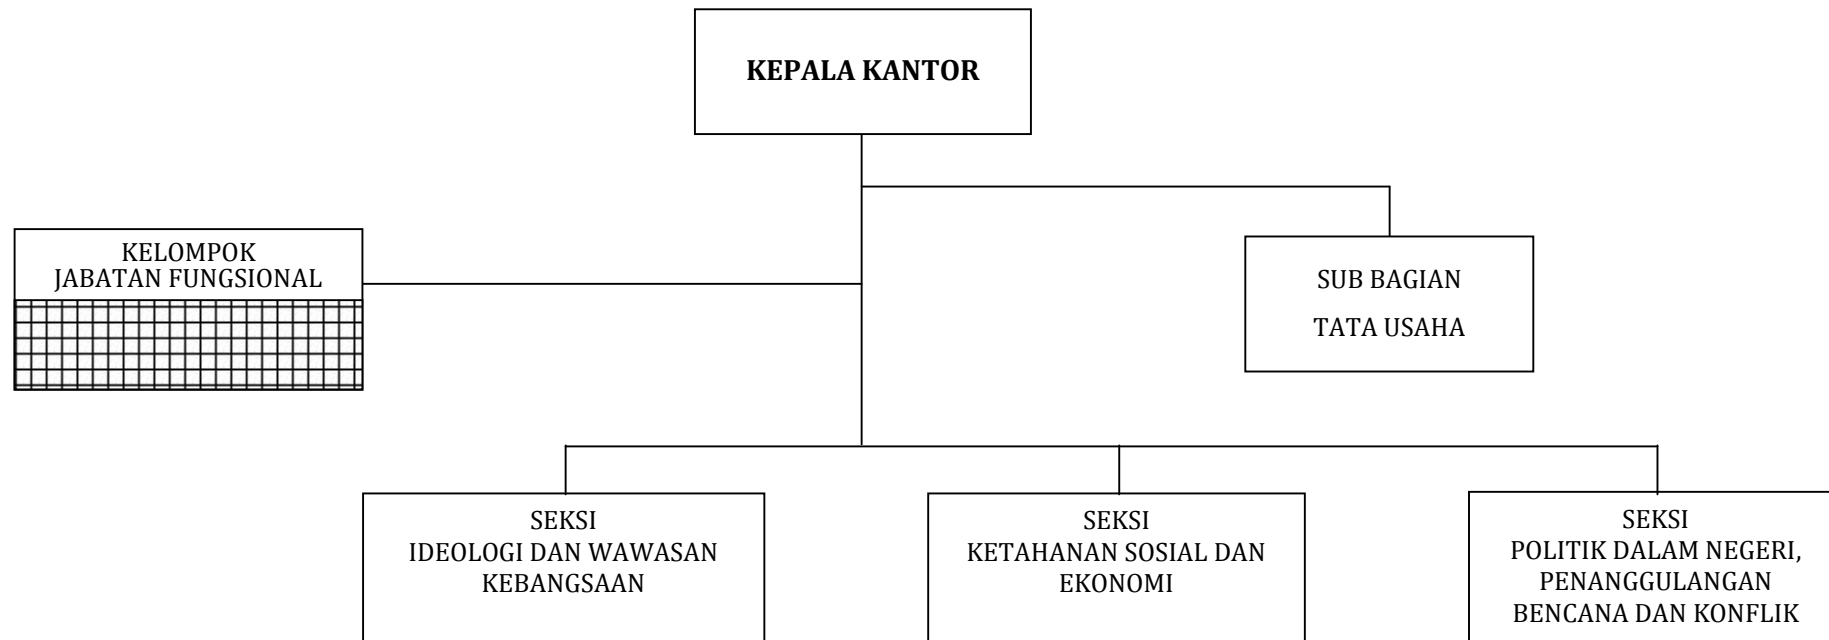 KEPALA KANTOR
KELOMPOK
JABATAN FUNGSIONAL
SUB BAGIAN
TATA USAHA
SEKSI
IDEOLOGI DAN WAWASAN
KEBANGSAAN
SEKSI
KETAHANAN SOSIAL DAN
EKONOMI
SEKSI
POLITIK DALAM NEGERI,
PENANGGULANGAN
BENCANA DAN KONFLIK